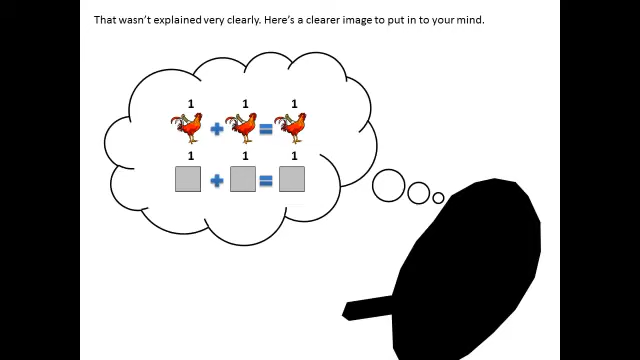 That wasn't explained very clearly. Here's a clearer image to put in to your mind.
1 1 1
+ =
1 1 1
+ =